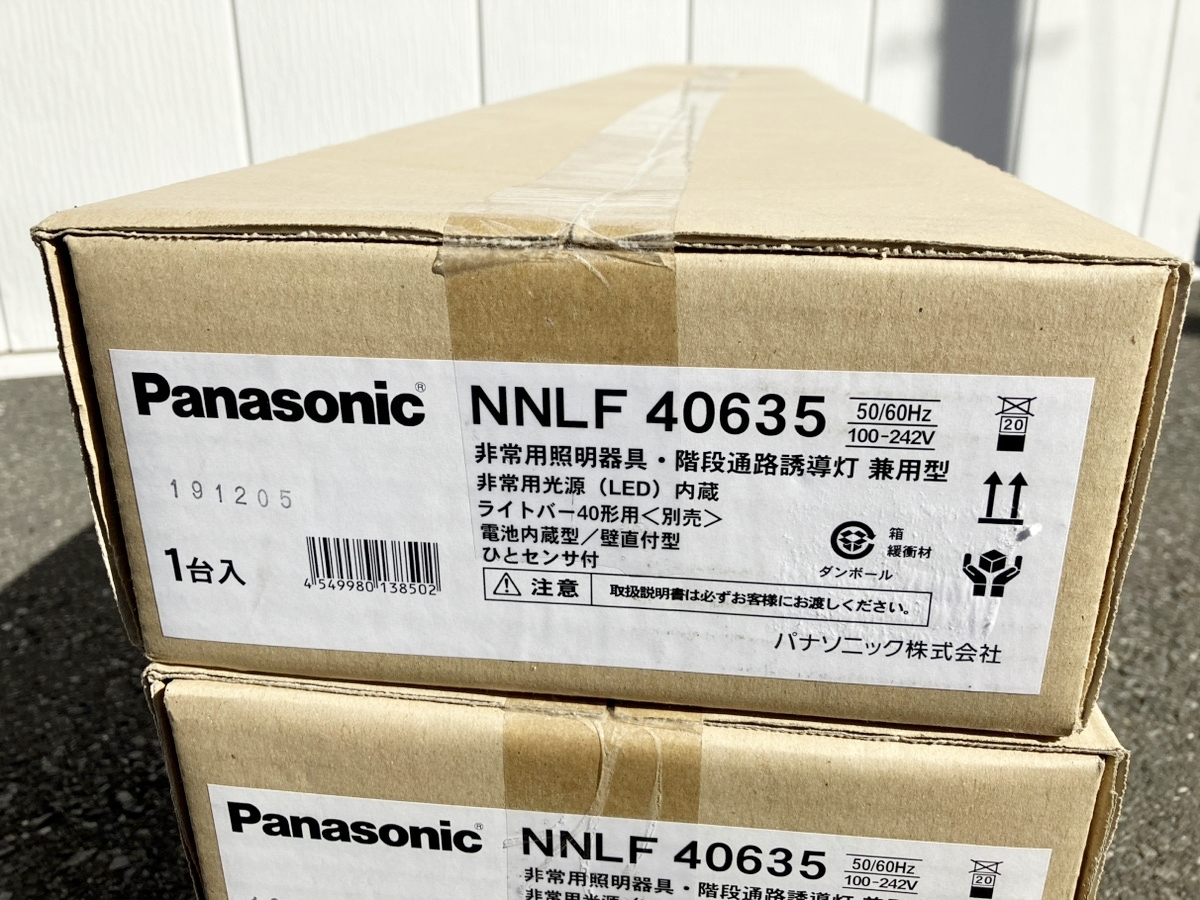 Panasonic®
NNLF 40635
50/60Hz
100-242V
20
非常用照明器具・階段通路誘導灯 兼用型
非常用光源（LED）内蔵
ライトバー40形用<別売>
電池内蔵型／壁直付型
ひとセンサ付
191205
1台入
4 549980 138502
箱
緩衝材
ダンボール
注意
取扱説明書は必ずお客様にお渡しください。
パナソニック株式会社
Panasonic®
NNLF 40635
50/60Hz
100-242V
20
非常用照明器具・階段通路誘導灯 兼用型